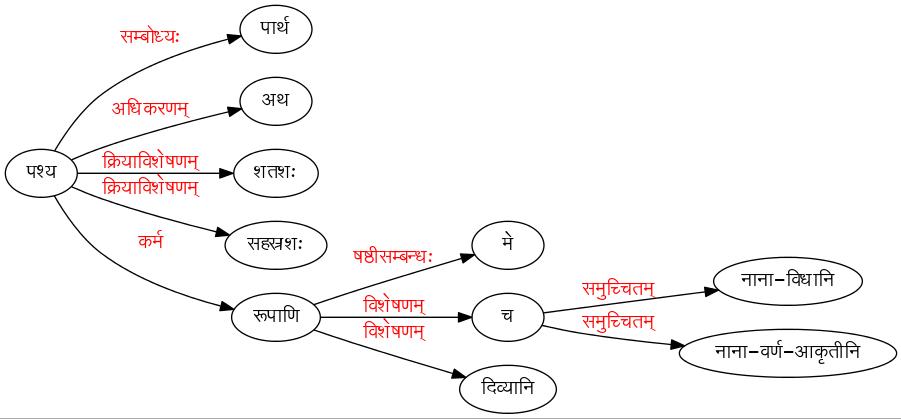 पार्थ
सम्बोध्यः
अथ
अधिकरणम्
पश्य
क्रियाविशेषणम्
शतशः
क्रियाविशेषणम्
सहस्रशः
कर्म
मे
षष्ठीसम्बन्धः
रूपाणि
विशेषणम्
च
विशेषणम्
समुच्चितम्
नाना-विधानि
समुच्चितम्
नाना-वर्ण-आकृतीनि
दिव्यानि